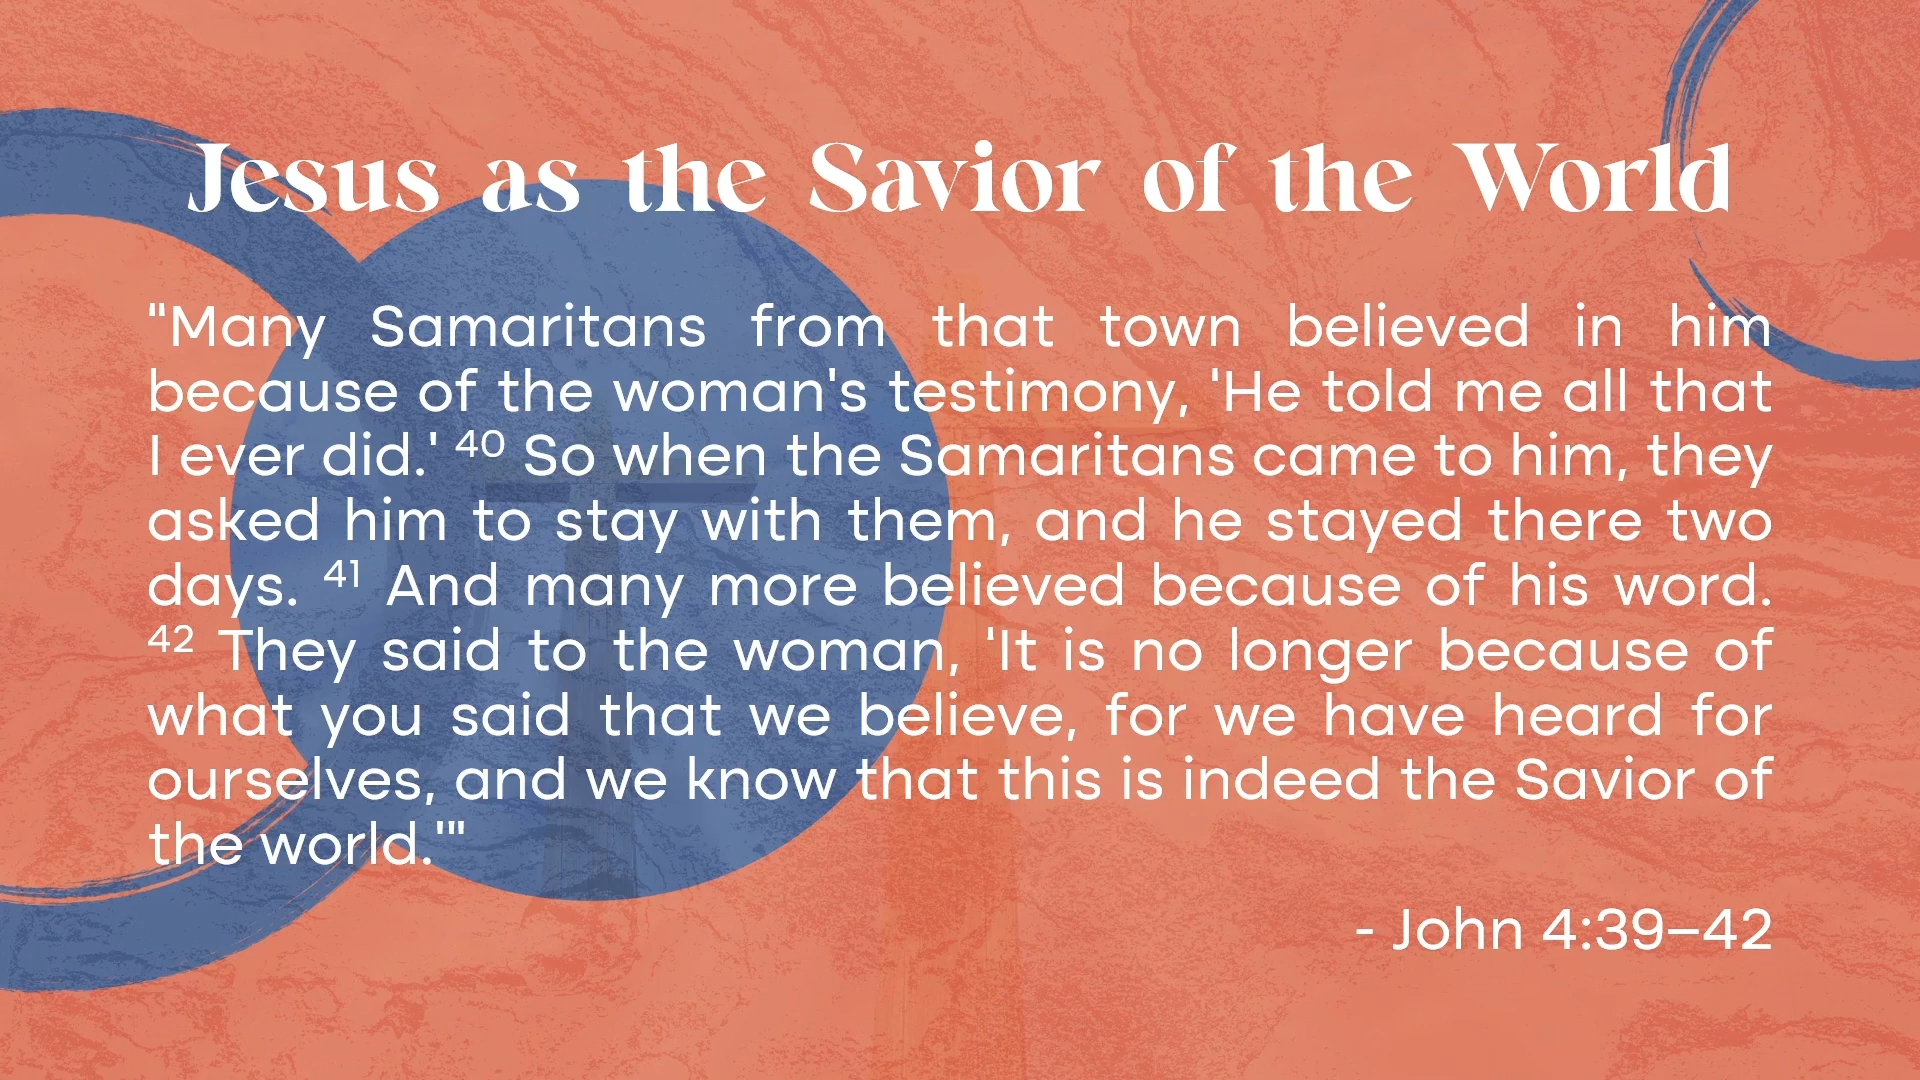 Jesus as the Savior of the World
"Many Samaritans from that town believed in him
because of the woman's testimony, 'He told me all that
I ever did.' 40 So when the Samaritans came to him, they
asked him to stay with them, and he stayed there two
days. 41 And many more believed because of his word.
42 They said to the woman, 'It is no longer because of
what you said that we believe, for we have heard for
ourselves, and we know that this is indeed the Savior of
the world.'"
- John 4:39–42